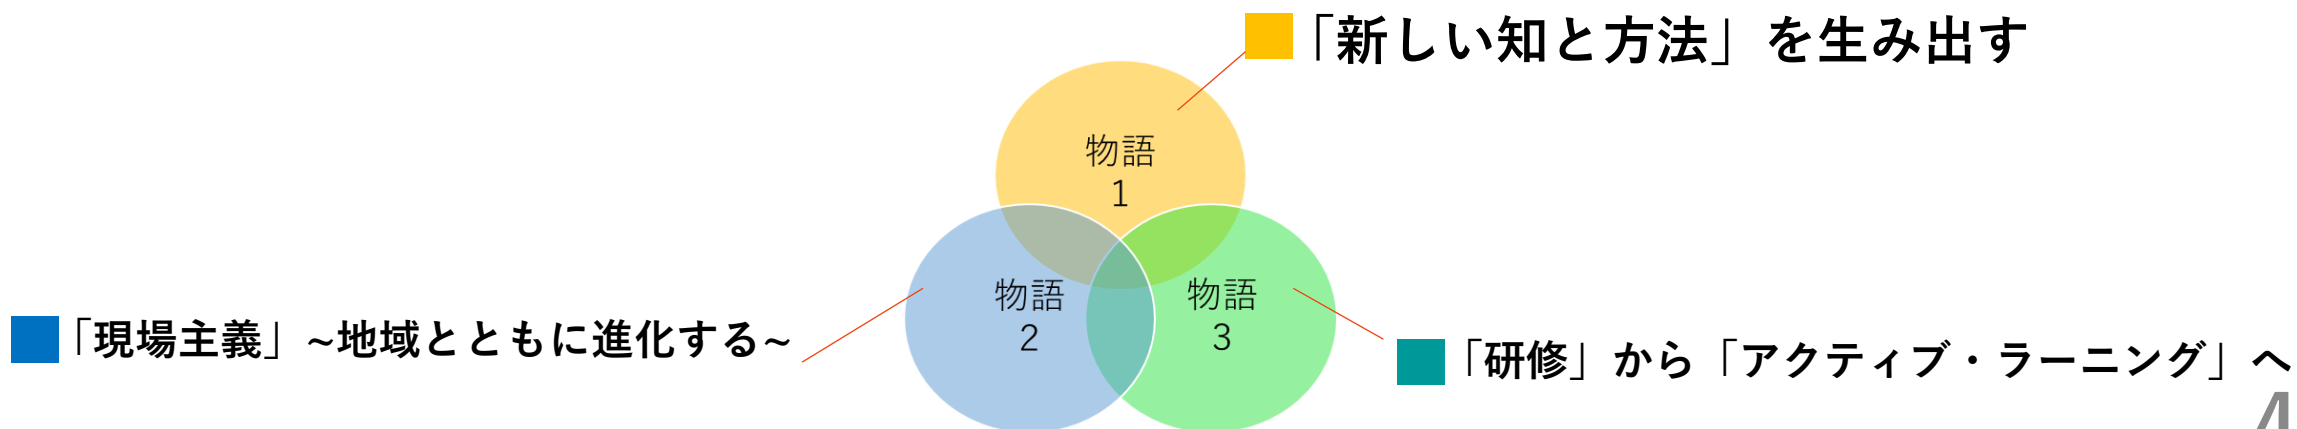 「新しい知と方法」を生み出す
物語
1
物語
2
物語
3
「現場主義」~地域とともに進化する~
「研修」から「アクティブ・ラーニング」へ
4